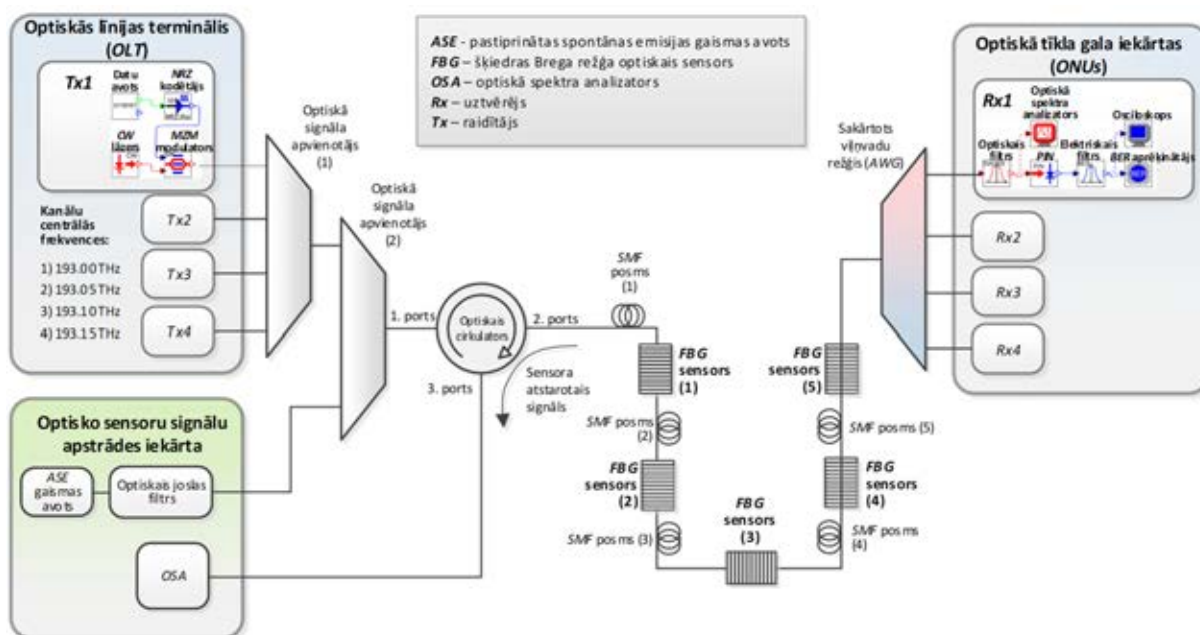 Optiskās līnijas terminālis
(OLT)
Tx1
Datu
avots
NRZ
kodētājs
CW
lāzers
MZM
modulators
Kanālu
centrālās
frekvences:
1) 193.00 THz
2) 193.05 THz
3) 193.10 THz
4) 193.15 THz
Tx2
Tx3
Tx4
Optiskā
signāla
apvienotājs
(1)
Optiskā
signāla
apvienotājs
(2)
ASE - pastiprinātas spontānas emisijas gaismas avots
FBG – šķiedras Brega režģa optiskais sensors
OSA – optiskā spektra analizators
Rx – uztvērējs
Tx – raidītājs
1. ports
Optiskais
cirkulators
2. ports
3. ports
Sensora
atstarotais
signāls
SMF
posms
(1)
FBG
sensors
(1)
SMF posms
(2)
FBG
sensors
(2)
SMF posms (3)
FBG
sensors
(3)
SMF posms
(4)
FBG
sensors
(4)
SMF posms (5)
FBG
sensors
(5)
Sakārtots
viļņvadu
režģis (AWG)
Optiskā tīkla gala iekārtas
(ONUs)
Rx1
Optiskā
spektra
analizators
Osciloskops
Optiskais
filtrs
PIN
Elektriskais
filtrs
BER aprēķinātājs
Rx2
Rx3
Rx4
Optisko sensoru signālu
apstrādes iekārta
ASE
gaismas
avots
Optiskais joslas
filtrs
OSA